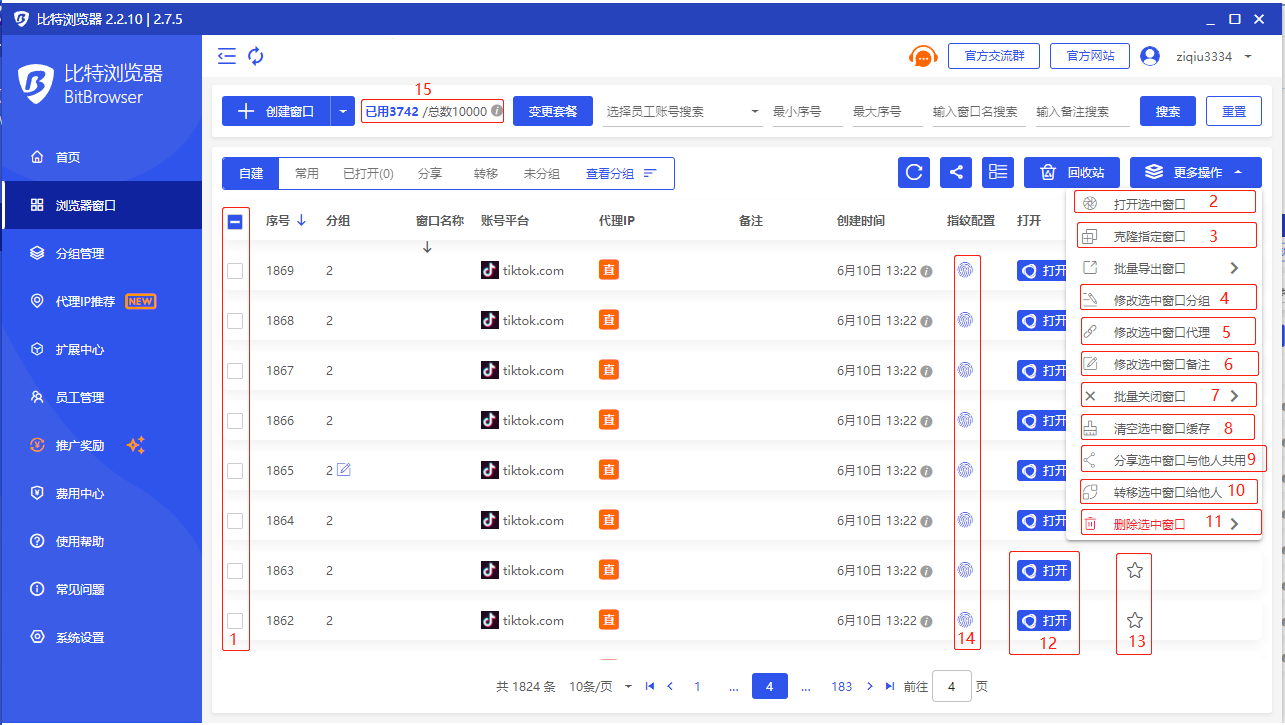 比特浏览器 2.2.10 | 2.7.5
比特浏览器
BitBrowser
首页
浏览器窗口
分组管理
代理IP推荐 NEW
扩展中心
员工管理
推广奖励
费用中心
使用帮助
常见问题
系统设置
官方交流群 官方网站 ziqiu3334
15
创建窗口 已用3742 /总数10000 变更套餐 选择员工账号搜索 最小序号 最大序号 输入窗口名搜索 输入备注搜索 搜索 重置
自建 常用 已打开(0) 分享 转移 未分组 查看分组 回收站 更多操作
序号 分组 窗口名称 账号平台 代理IP 备注 创建时间 指纹配置 打开
1869 2 tiktok.com 直 6月10日 13:22 打开
1868 2 tiktok.com 直 6月10日 13:22 打开
1867 2 tiktok.com 直 6月10日 13:22 打开
1866 2 tiktok.com 直 6月10日 13:22 打开
1865 2 tiktok.com 直 6月10日 13:22 打开
1864 2 tiktok.com 直 6月10日 13:22 打开
1863 2 tiktok.com 直 6月10日 13:22 打开
1862 2 tiktok.com 直 6月10日 13:22 打开
1 14 12 13
打开选中窗口 2
克隆指定窗口 3
批量导出窗口
修改选中窗口分组 4
修改选中窗口代理 5
修改选中窗口备注 6
批量关闭窗口 7
清空选中窗口缓存 8
分享选中窗口与他人共用 9
转移选中窗口给他人 10
删除选中窗口 11
共 1824 条 10条/页 1 ... 4 ... 183 前往 4 页